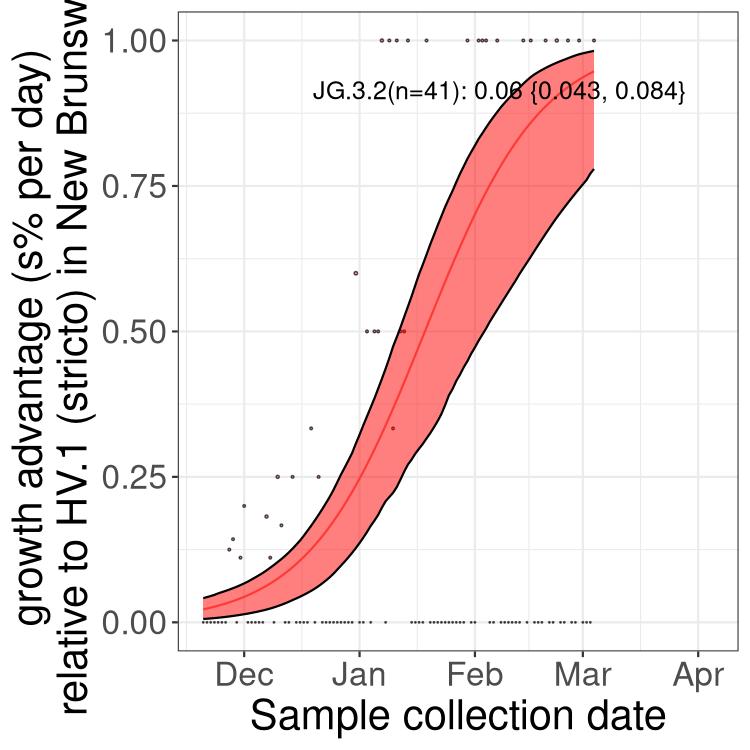 growth advantage (s% per day)
relative to HV.1 (stricto) in New Brunsw
1.00
0.75
0.50
0.25
0.00
JG.3.2(n=41): 0.06 {0.043, 0.084}
Dec Jan Feb Mar Apr
Sample collection date